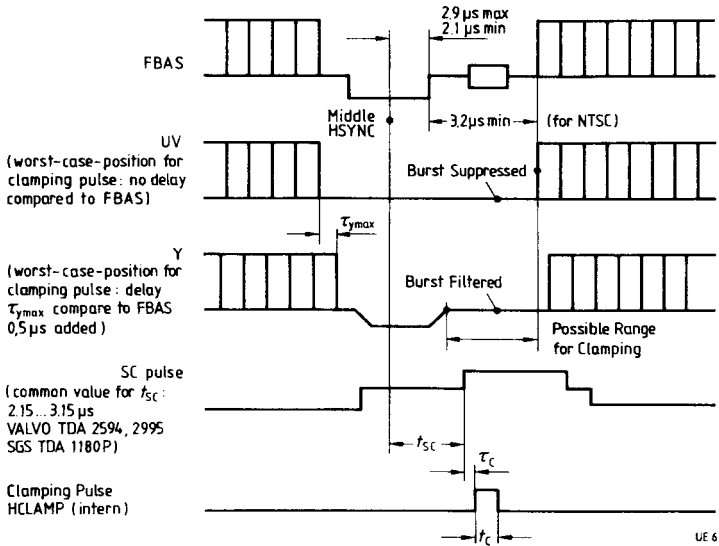 2.9 µs max
2.1 µs min
FBAS
Middle
HSYNC
3.2 µs min
(for NTSC)
UV
(worst-case-position for
clamping pulse: no delay
compared to FBAS)
Burst Suppressed
τymax
Y
(worst-case-position for
clamping pulse: delay
τymax compare to FBAS
0,5 µs added)
Burst Filtered
Possible Range
for Clamping
SC pulse
(common value for tSC:
2.15...3.15 µs
VALVO TDA 2594, 2995
SGS TDA 1180P)
tSC
τC
Clamping Pulse
HCLAMP (intern)
tC
UE 6